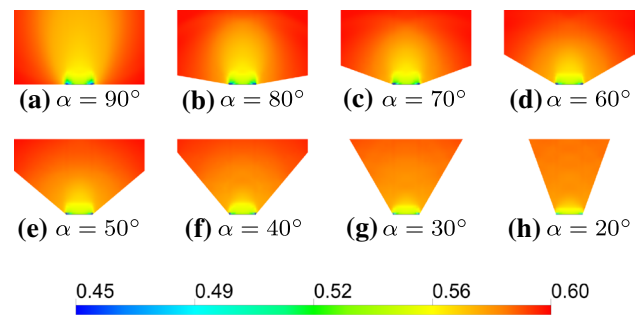 (a) α = 90° (b) α = 80° (c) α = 70° (d) α = 60°
(e) α = 50° (f) α = 40° (g) α = 30° (h) α = 20°
0.45 0.49 0.52 0.56 0.60